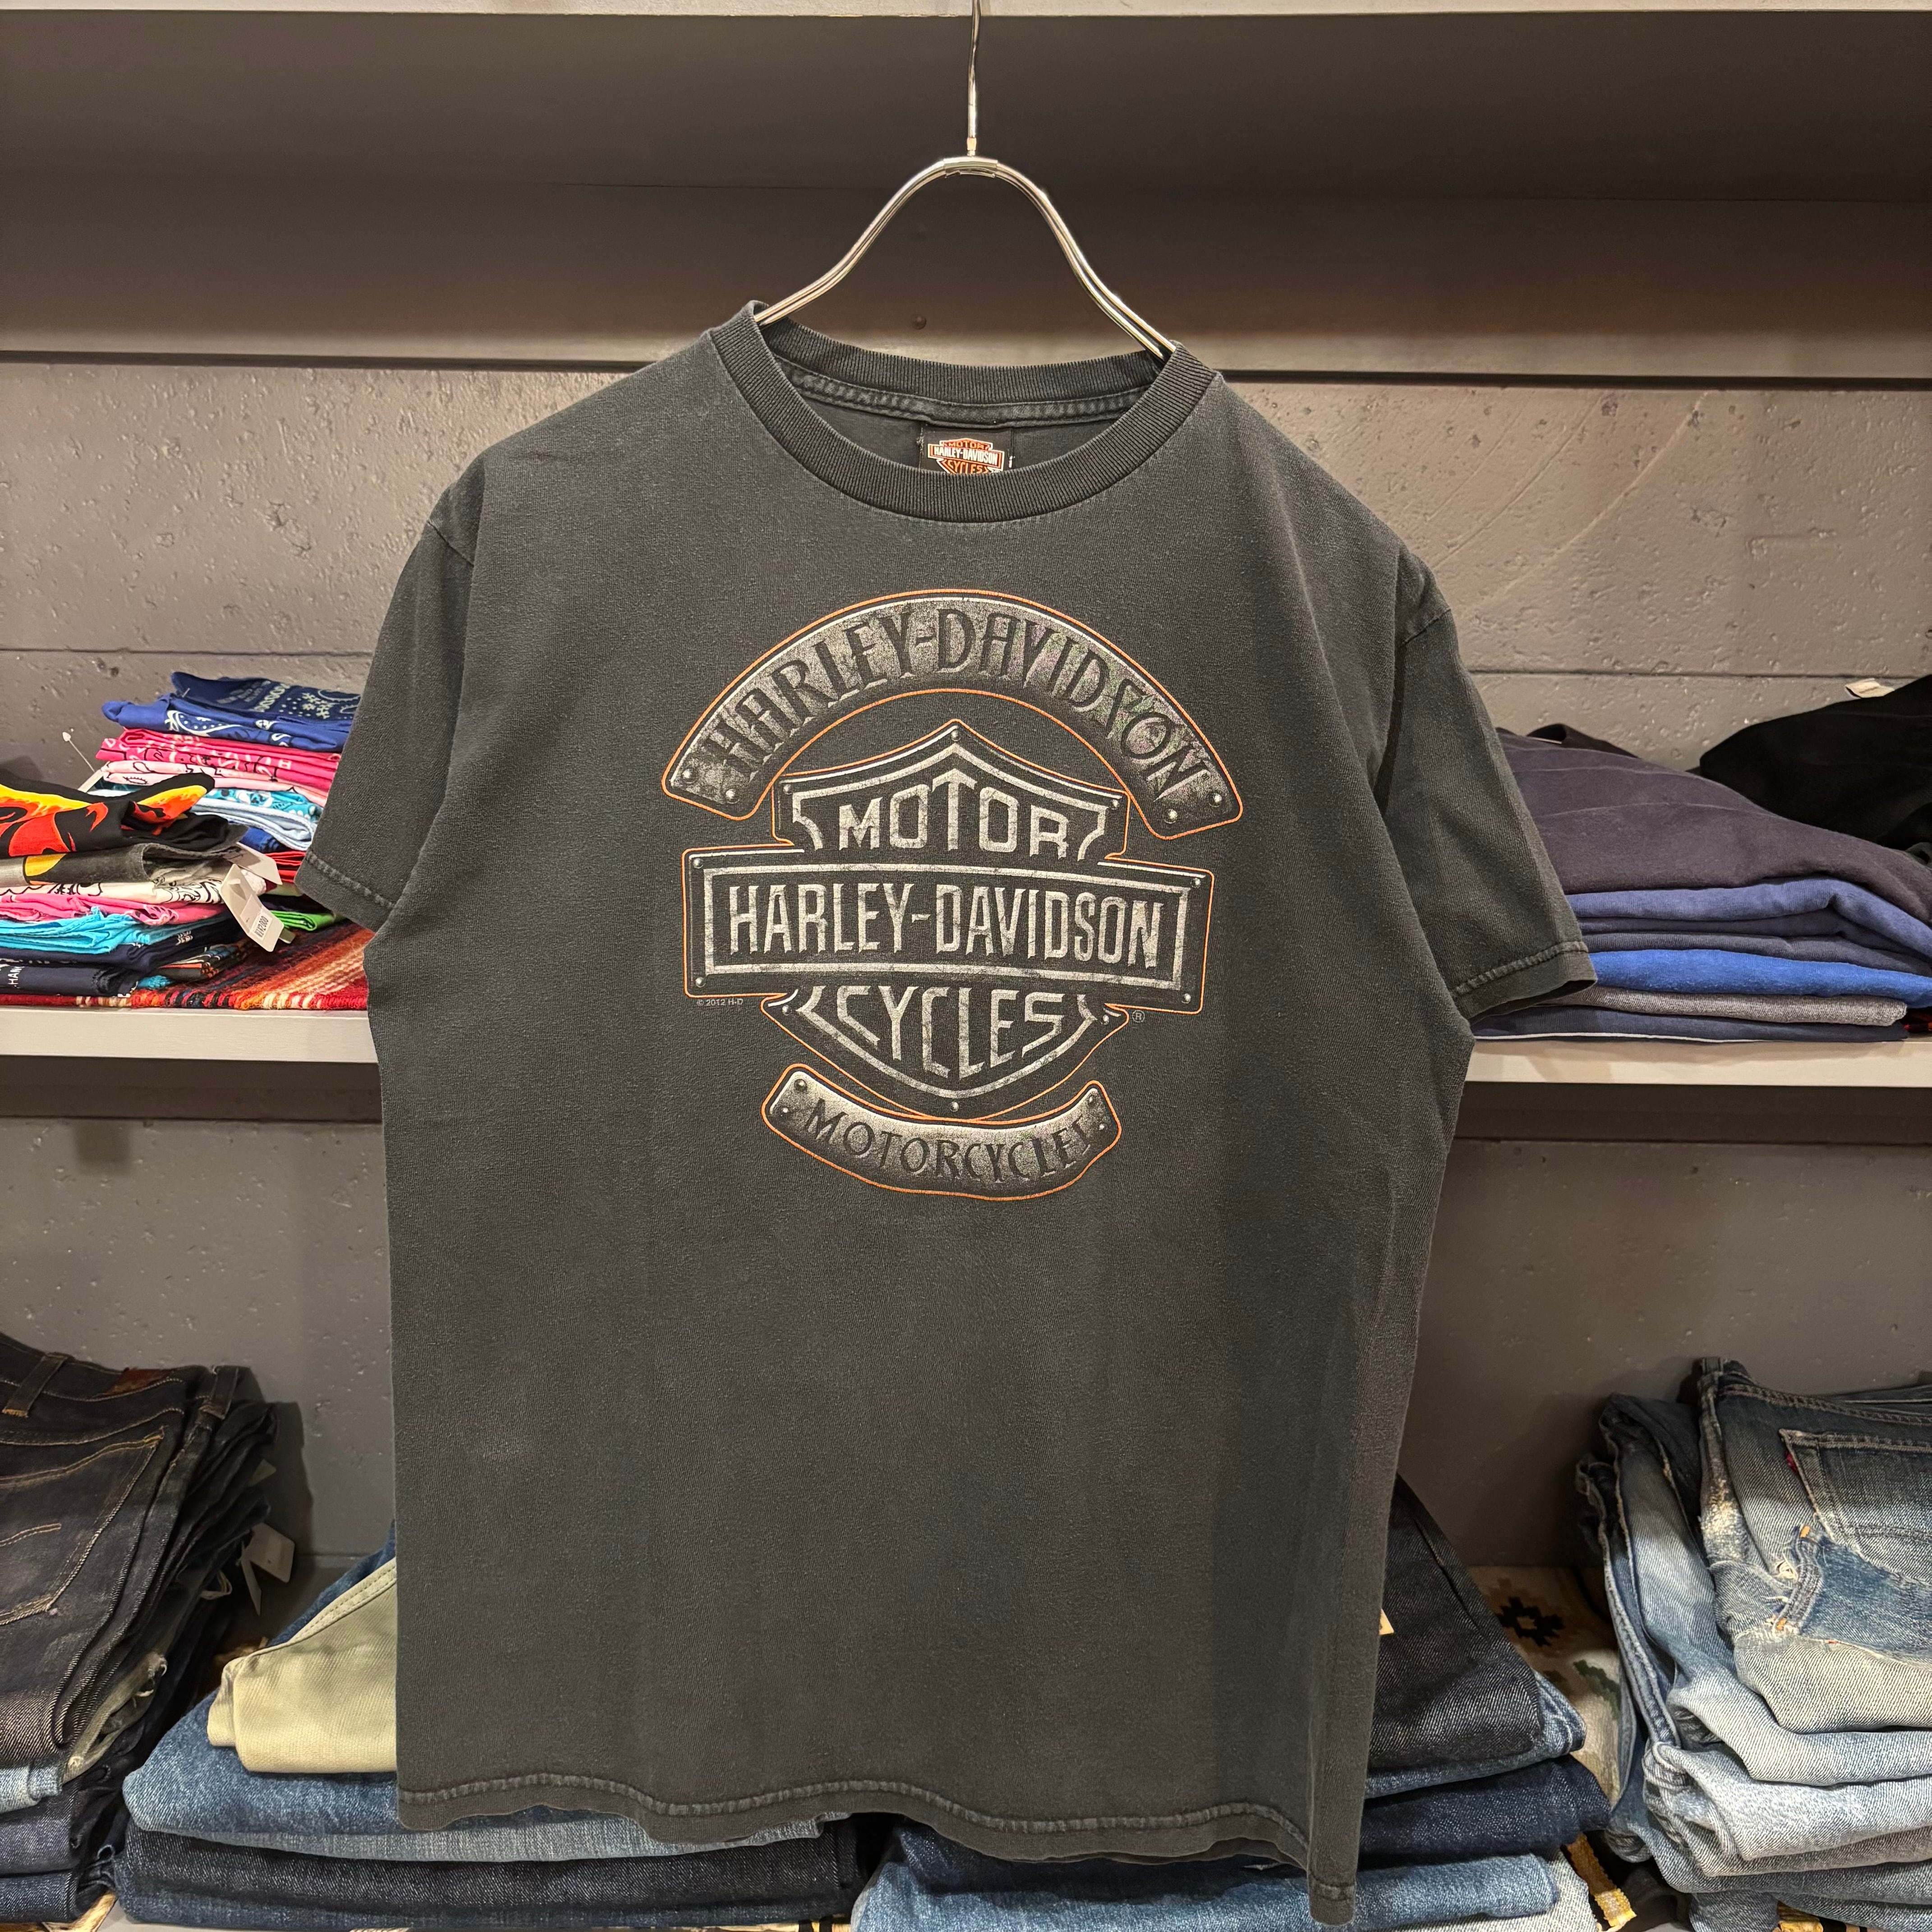 MOTOR
HARLEY-DAVIDSON
CYCLES
HARLEY-DAVIDSON
MOTOR
HARLEY-DAVIDSON
CYCLES
© 2012 H-D
®
MOTORCYCLES